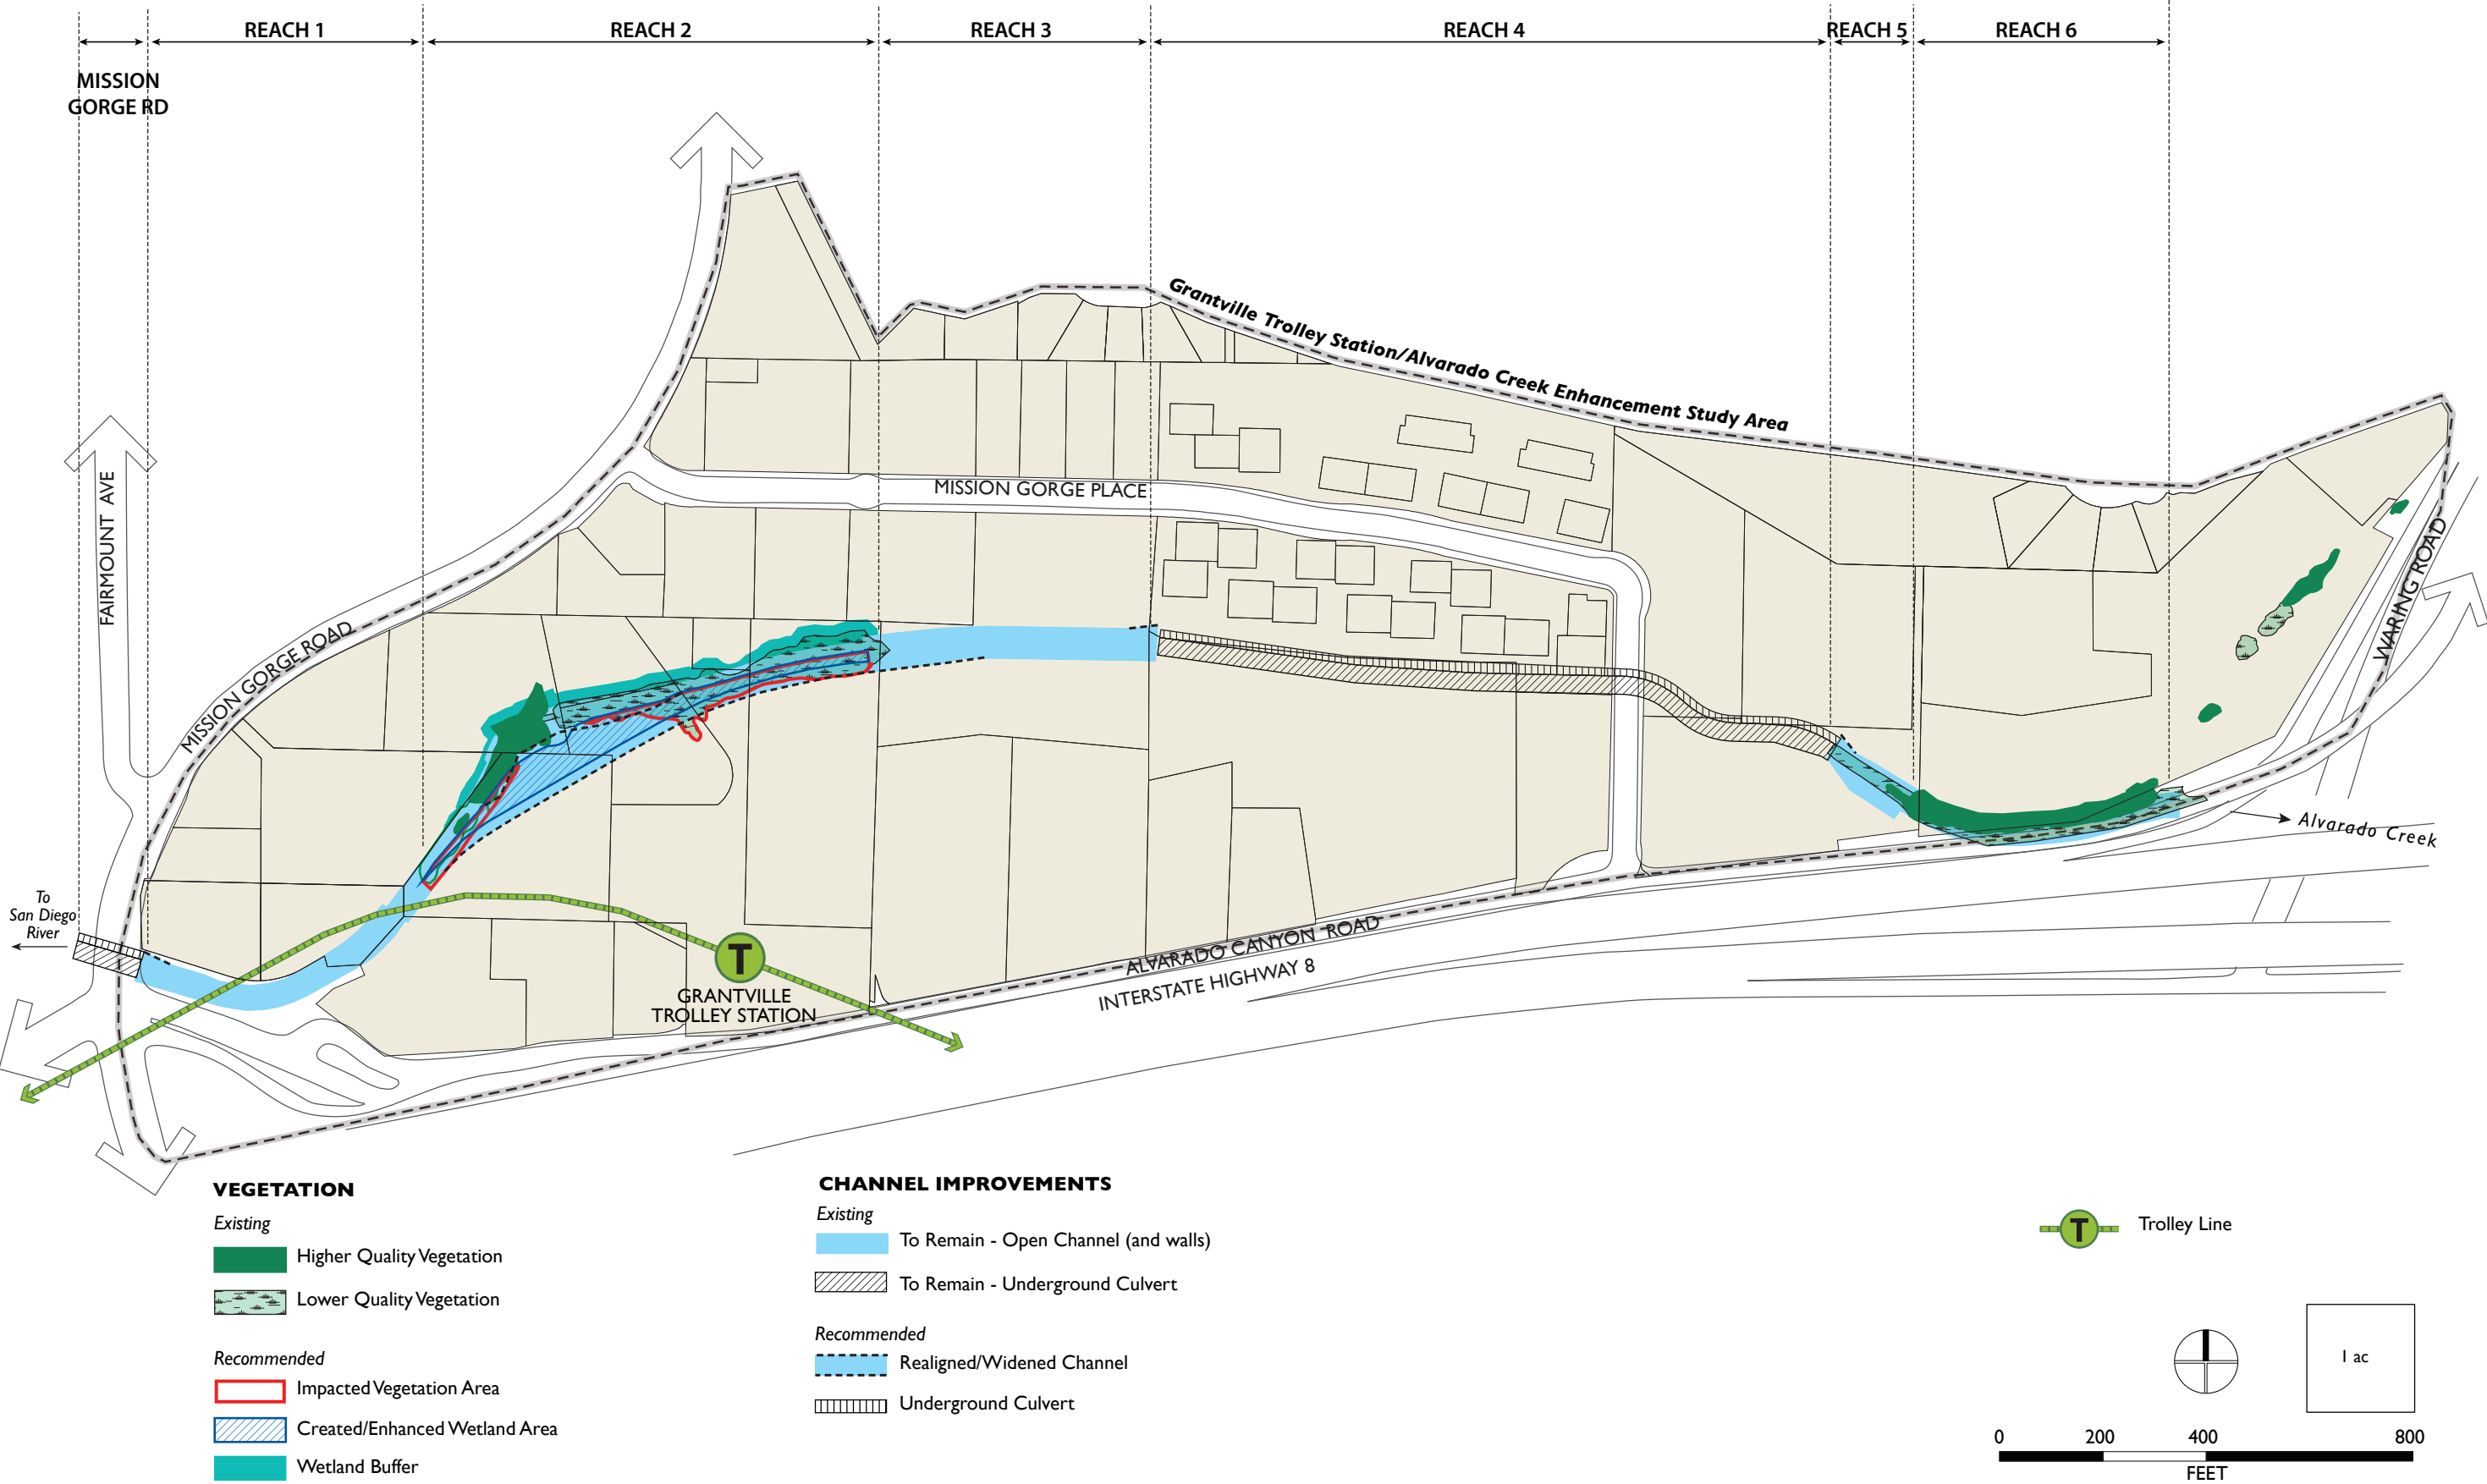 REACH 1
REACH 2
REACH 3
REACH 4
REACH 5
REACH 6
MISSION
GORGE RD
Grantville Trolley Station/Alvarado Creek Enhancement Study Area
FAIRMOUNT AVE
MISSION GORGE ROAD
MISSION GORGE PLACE
WARING ROAD
Alvarado Creek
To
San Diego
River
T
GRANTVILLE
TROLLEY STATION
ALVARADO CANYON ROAD
INTERSTATE HIGHWAY 8
VEGETATION
Existing
Higher Quality Vegetation
Lower Quality Vegetation
Recommended
Impacted Vegetation Area
Created/Enhanced Wetland Area
Wetland Buffer
CHANNEL IMPROVEMENTS
Existing
To Remain - Open Channel (and walls)
To Remain - Underground Culvert
Recommended
Realigned/Widened Channel
Underground Culvert
T Trolley Line
1 ac
0 200 400 800
FEET